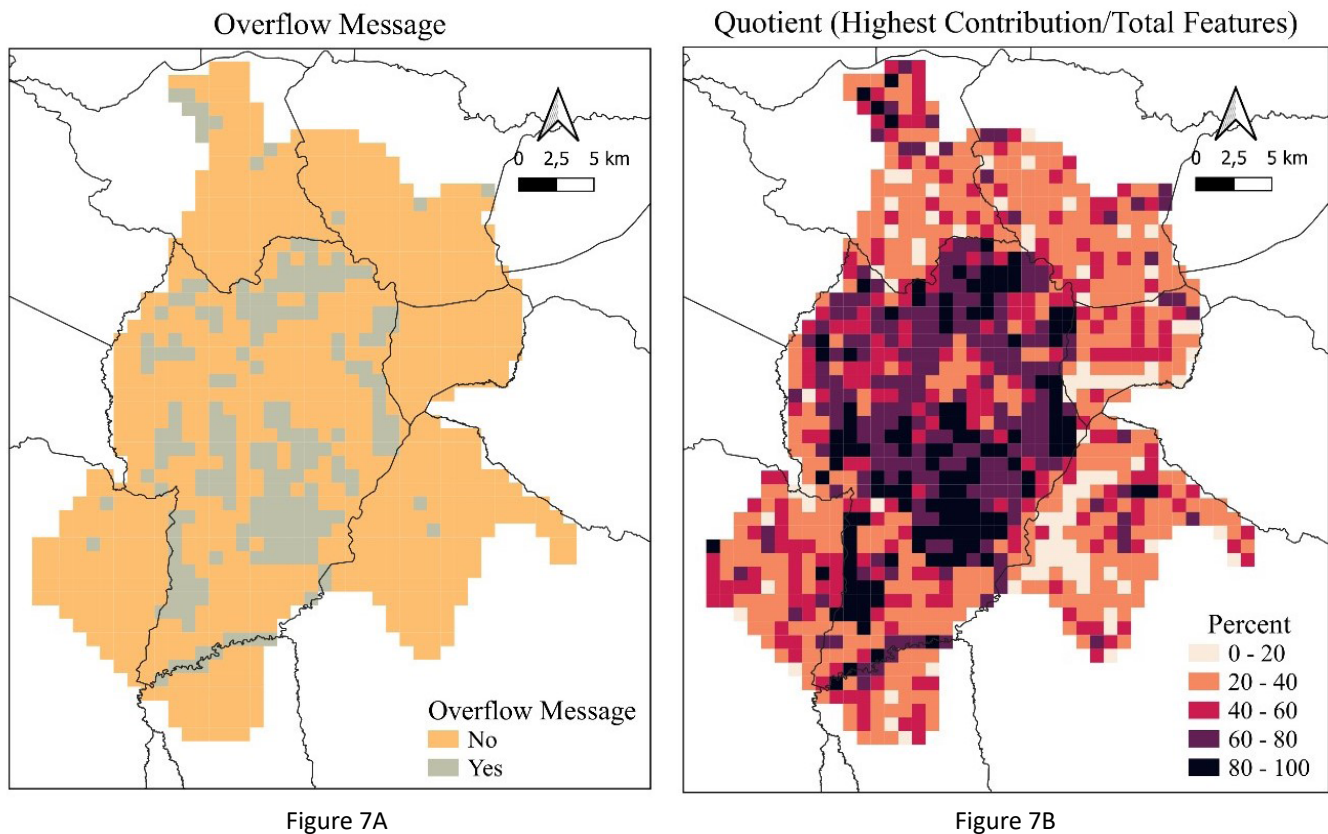 Overflow Message
0 2,5 5 km
Overflow Message
No
Yes
Figure 7A
Quotient (Highest Contribution/Total Features)
0 2,5 5 km
Percent
0 - 20
20 - 40
40 - 60
60 - 80
80 - 100
Figure 7B